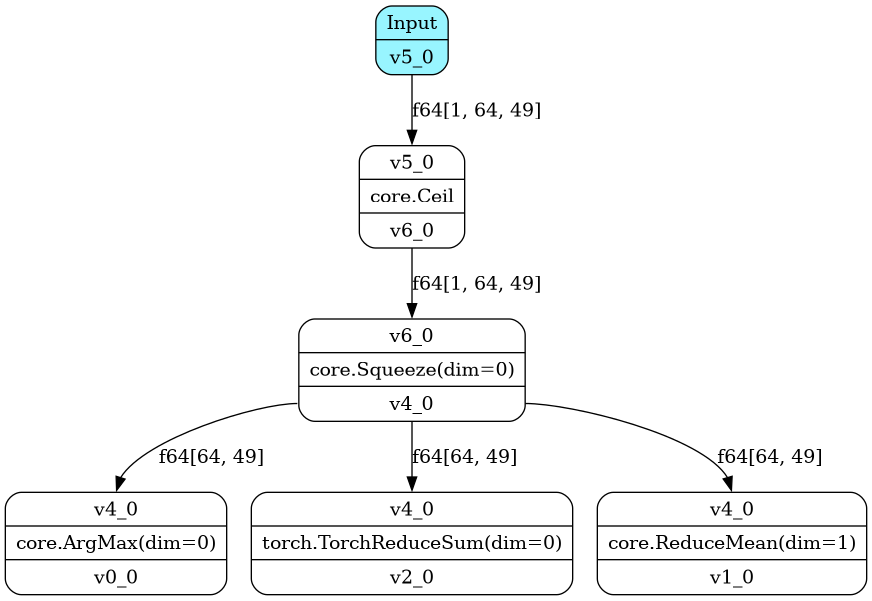 Input
v5_0
f64[1, 64, 49]
v5_0
core.Ceil
v6_0
f64[1, 64, 49]
v6_0
core.Squeeze(dim=0)
v4_0
f64[64, 49]
f64[64, 49]
f64[64, 49]
v4_0
core.ArgMax(dim=0)
v0_0
v4_0
torch.TorchReduceSum(dim=0)
v2_0
v4_0
core.ReduceMean(dim=1)
v1_0